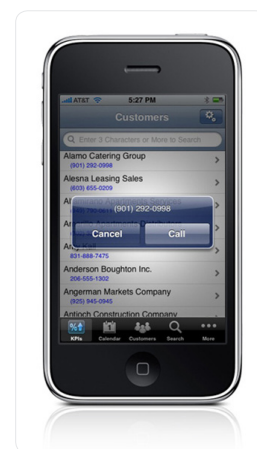 AT&T 5:27 PM
Customers
Enter 3 Characters or More to Search
Alamo Catering Group
(901) 292-0998
Alesna Leasing Sales
(603) 655-0209
(901) 292-0998
Cancel Call
831-888-7475
Anderson Boughton Inc.
206-555-1302
Angerman Markets Company
(925) 945-0945
Antioch Construction Company
KPIs Calendar Customers Search More